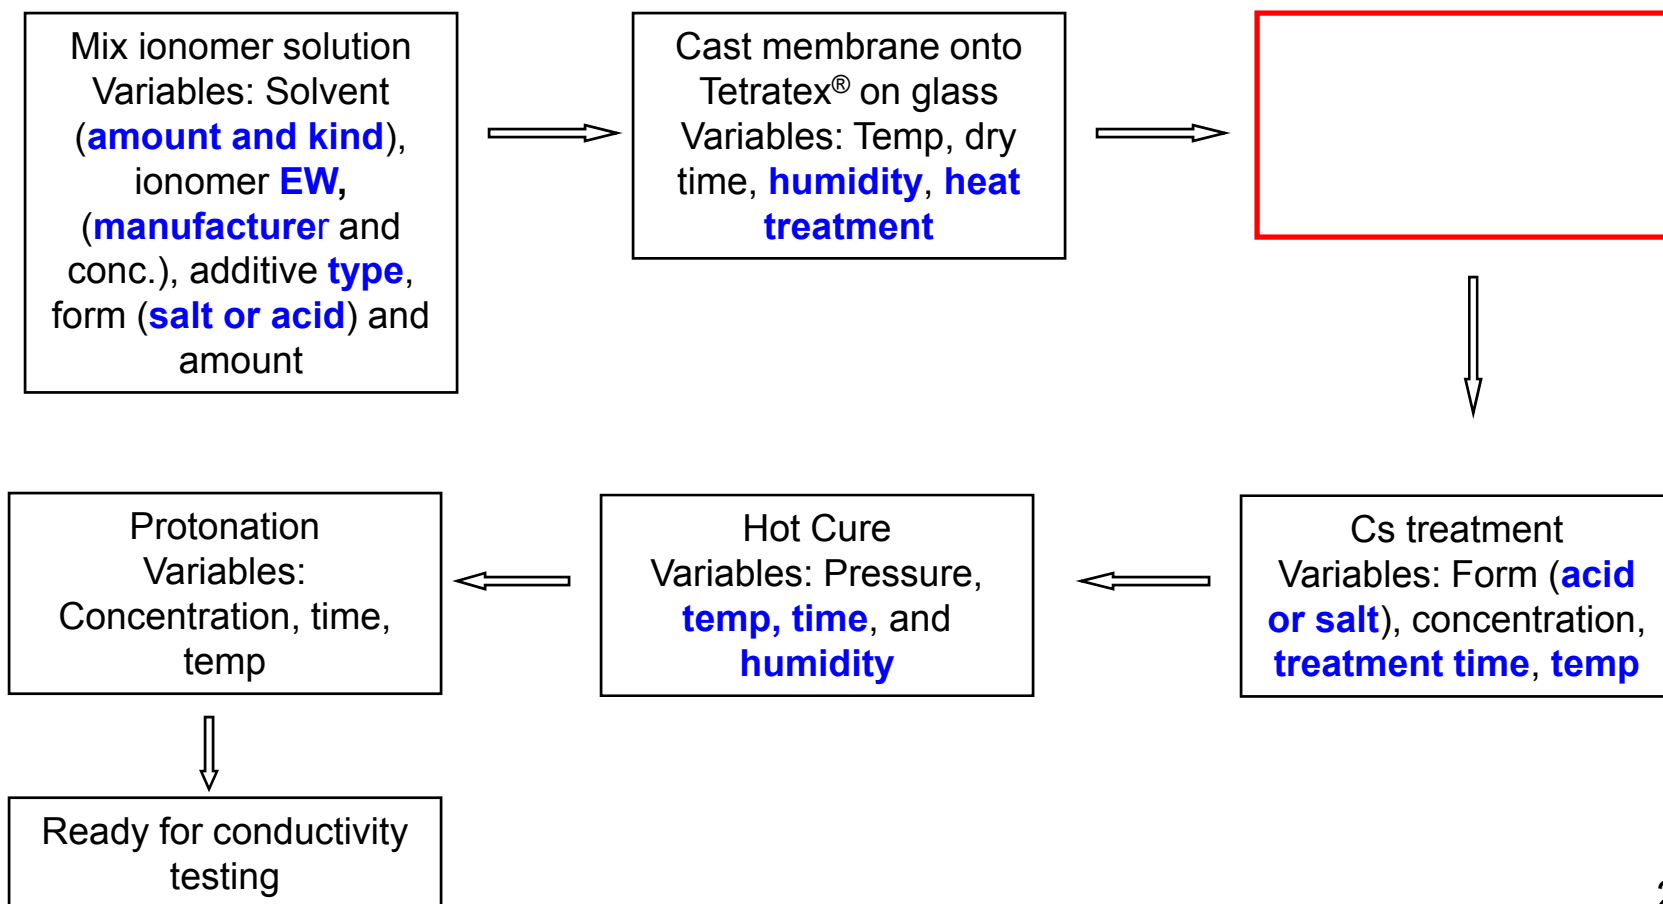 Mix ionomer solution
Variables: Solvent
(amount and kind),
ionomer EW,
(manufacturer and
conc.), additive type,
form (salt or acid) and
amount
Cast membrane onto
Tetratex® on glass
Variables: Temp, dry
time, humidity, heat
treatment
Cs treatment
Variables: Form (acid
or salt), concentration,
treatment time, temp
Hot Cure
Variables: Pressure,
temp, time, and
humidity
Protonation
Variables:
Concentration, time,
temp
Ready for conductivity
testing